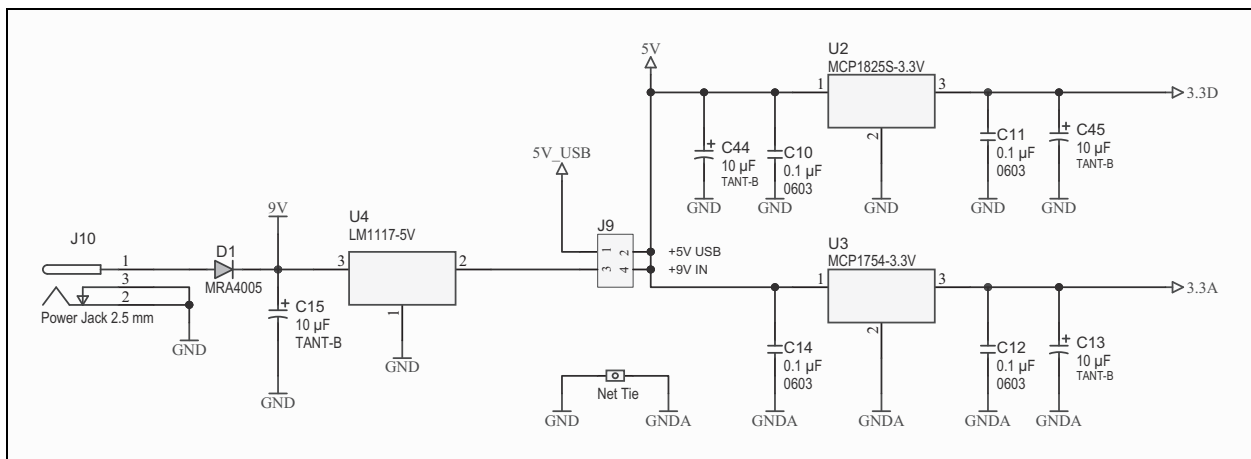 5V
U2
MCP1825S-3.3V
1
3
3.3D
2
C44
10 µF
TANT-B
C10
0.1 µF
0603
C11
0.1 µF
0603
C45
10 µF
TANT-B
GND
GND
GND
GND
GND
5V_USB
9V
J10
D1
MRA4005
1
3
2
Power Jack 2.5 mm
GND
C15
10 µF
TANT-B
GND
U4
LM1117-5V
3
2
1
GND
J9
1
2
3
4
+5V USB
+9V IN
U3
MCP1754-3.3V
1
3
3.3A
2
C14
0.1 µF
0603
C12
0.1 µF
0603
C13
10 µF
TANT-B
Net Tie
GND
GNDA
GNDA
GNDA
GNDA
GNDA